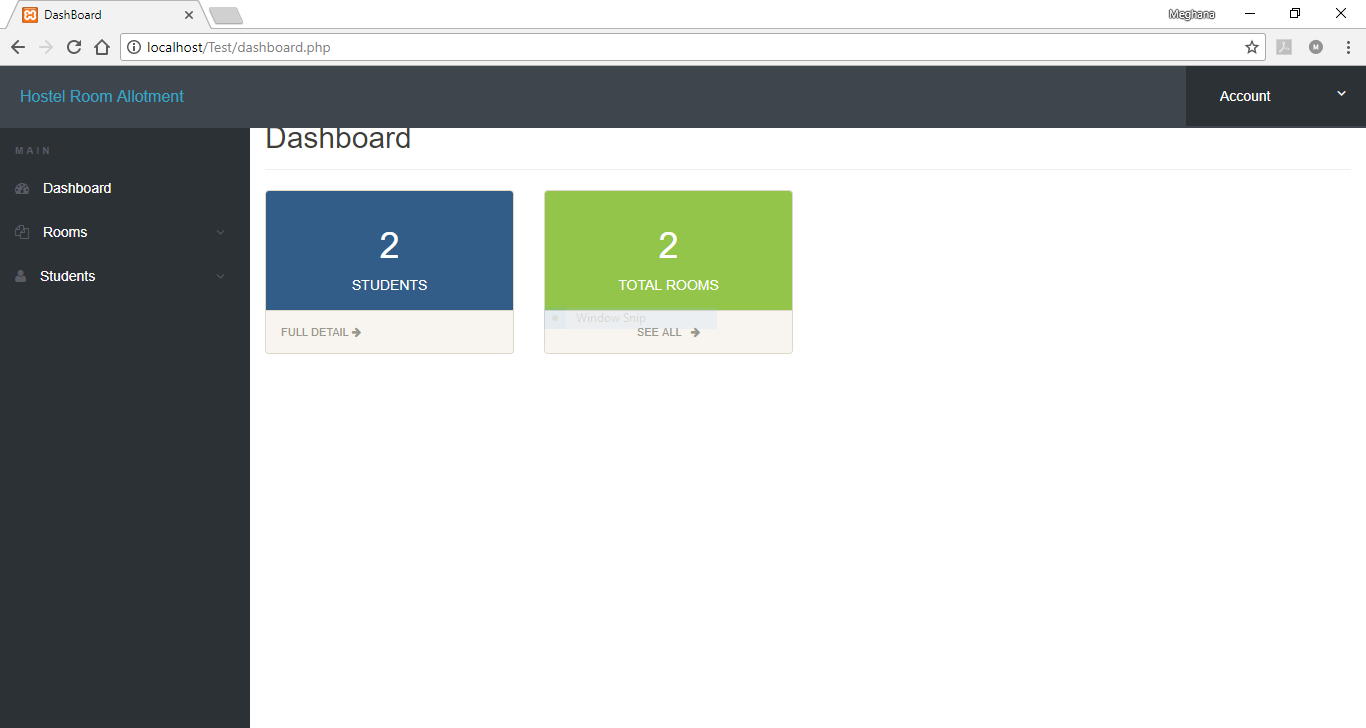 DashBoard
Meghana
localhost/Test/dashboard.php
M
Hostel Room Allotment
Account
MAIN
Dashboard
Rooms
Students
Dashboard
2
STUDENTS
FULL DETAIL
2
TOTAL ROOMS
Window Snip
SEE ALL